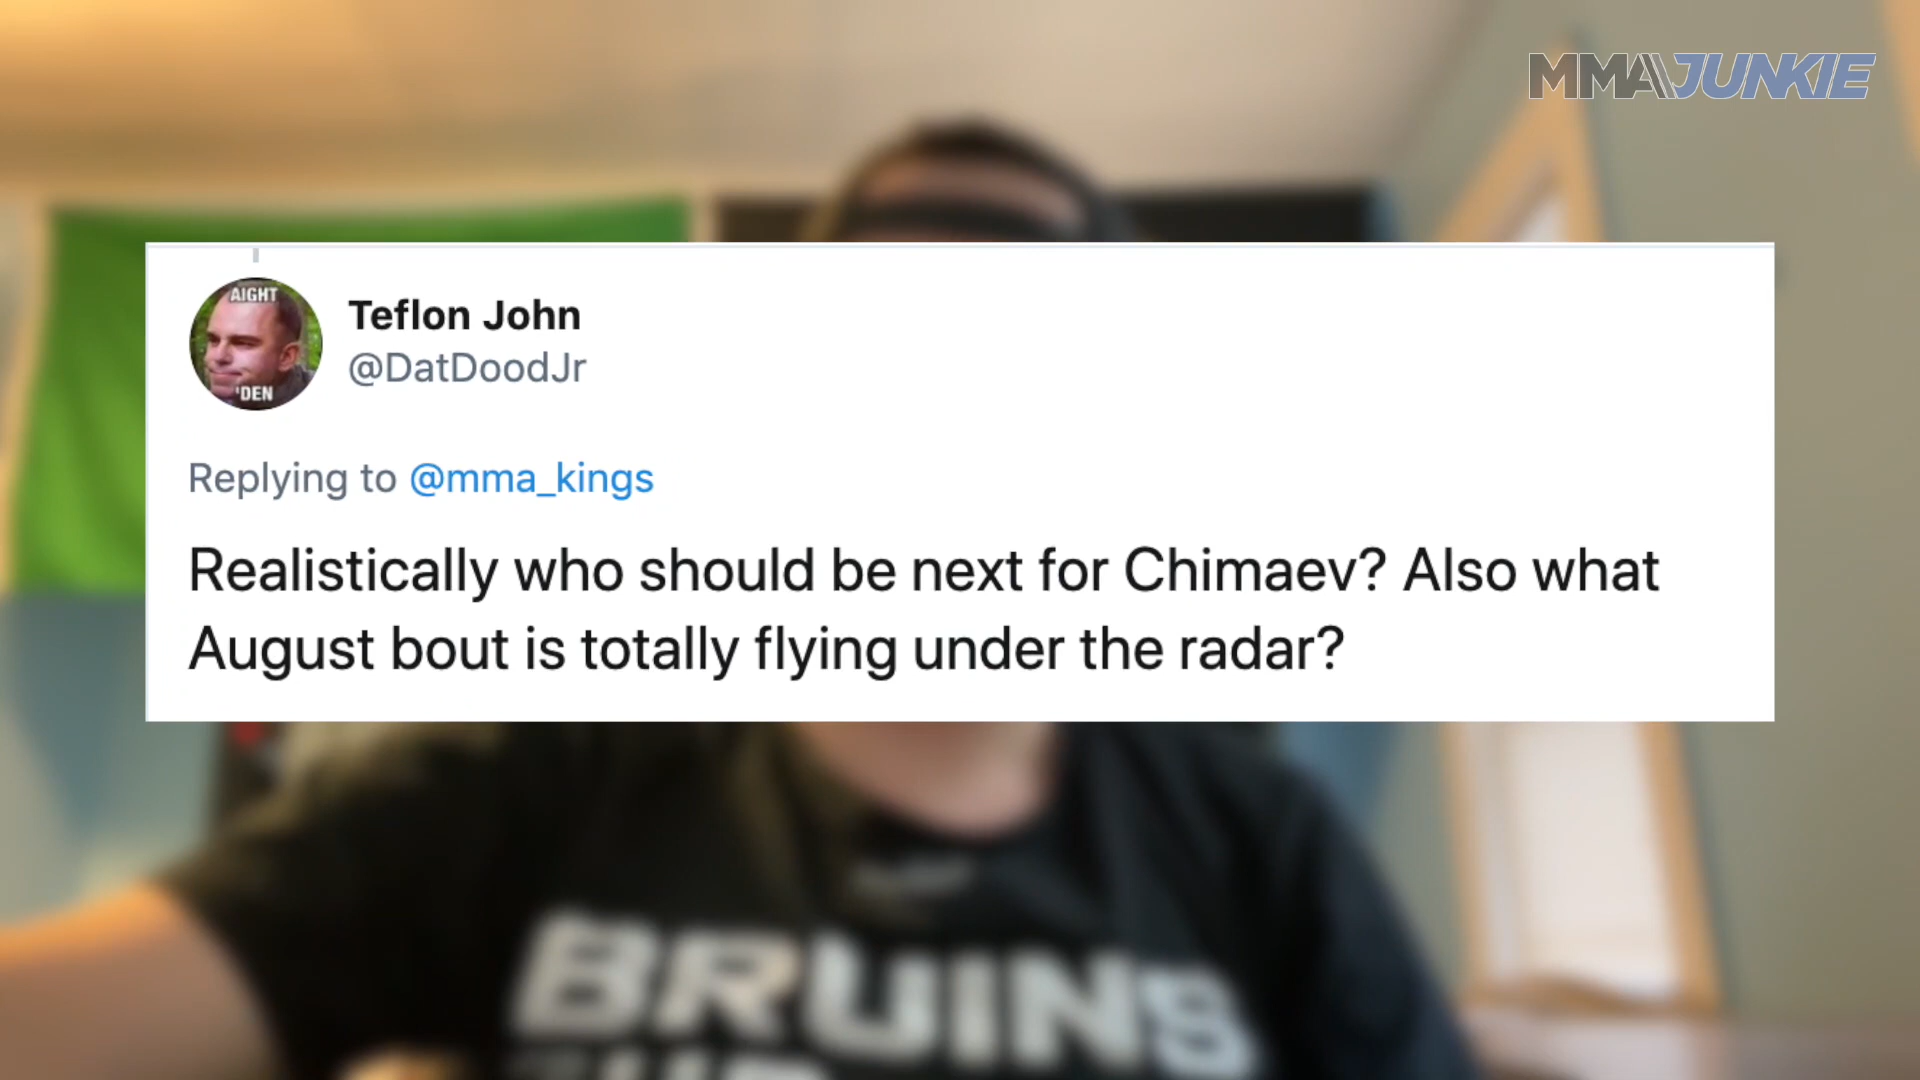 MMAJUNKIE
AIGHT
'DEN
Teflon John
@DatDoodJr
Replying to @mma_kings
Realistically who should be next for Chimaev? Also what
August bout is totally flying under the radar?
BRUINS